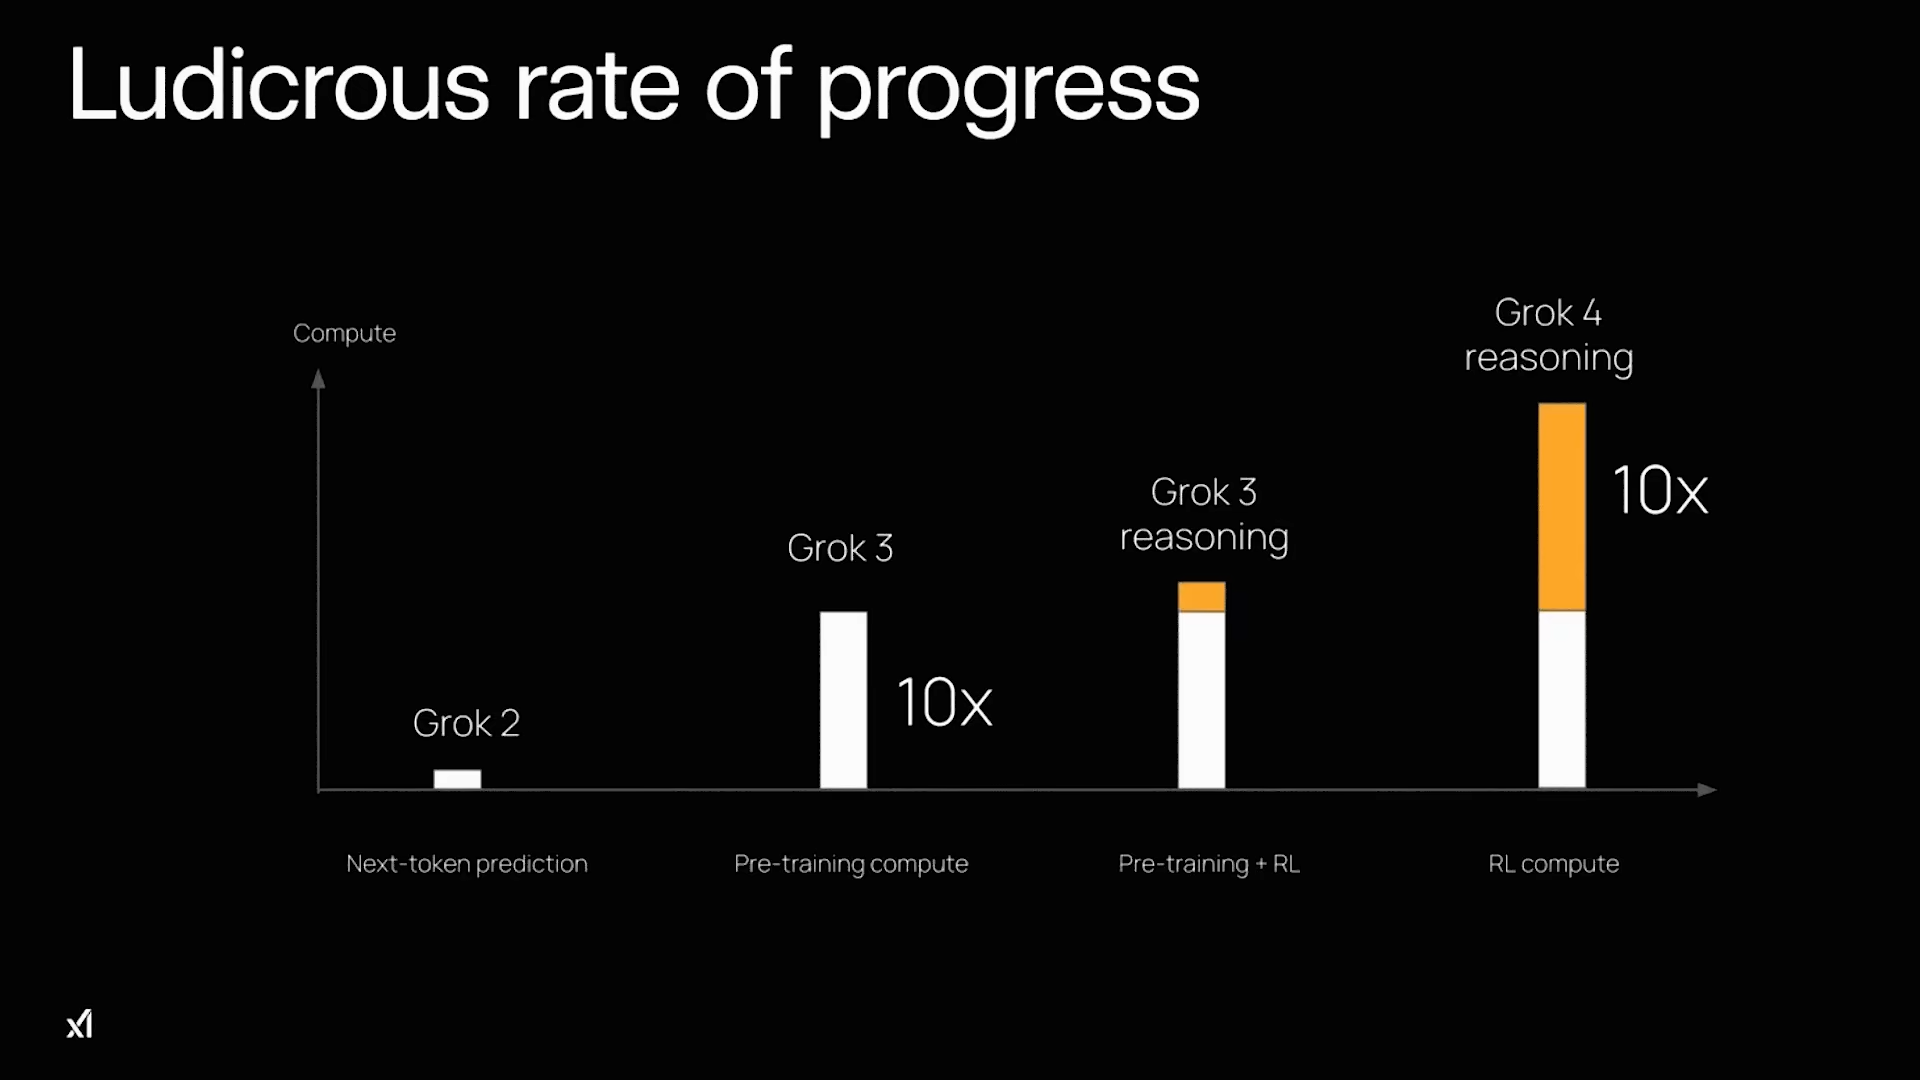 Ludicrous rate of progress
Compute
Grok 2
Grok 3
10x
Grok 3
reasoning
Grok 4
reasoning
10x
Next-token prediction
Pre-training compute
Pre-training + RL
RL compute
xI